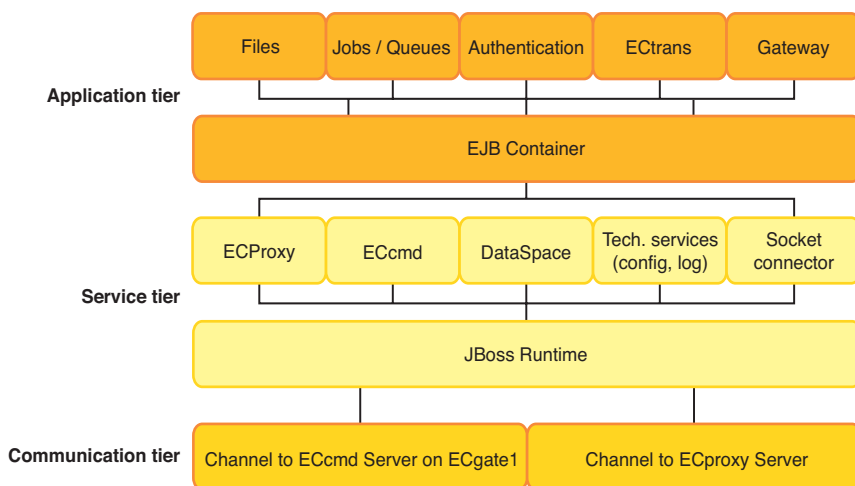 Files
Jobs / Queues
Authentication
ECtrans
Gateway
Application tier
EJB Container
ECProxy
ECcmd
DataSpace
Tech. services
(config, log)
Socket
connector
Service tier
JBoss Runtime
Communication tier
Channel to ECcmd Server on ECgate1
Channel to ECproxy Server